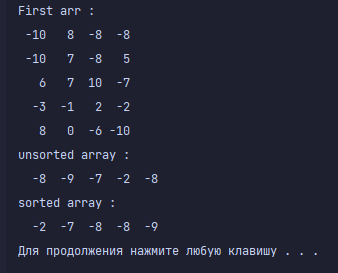 First arr :
-10 8 -8 -8
-10 7 -8 5
6 7 10 -7
-3 -1 2 -2
8 0 -6 -10
unsorted array :
-8 -9 -7 -2 -8
sorted array :
-2 -7 -8 -8 -9
Для продолжения нажмите любую клавишу . . .